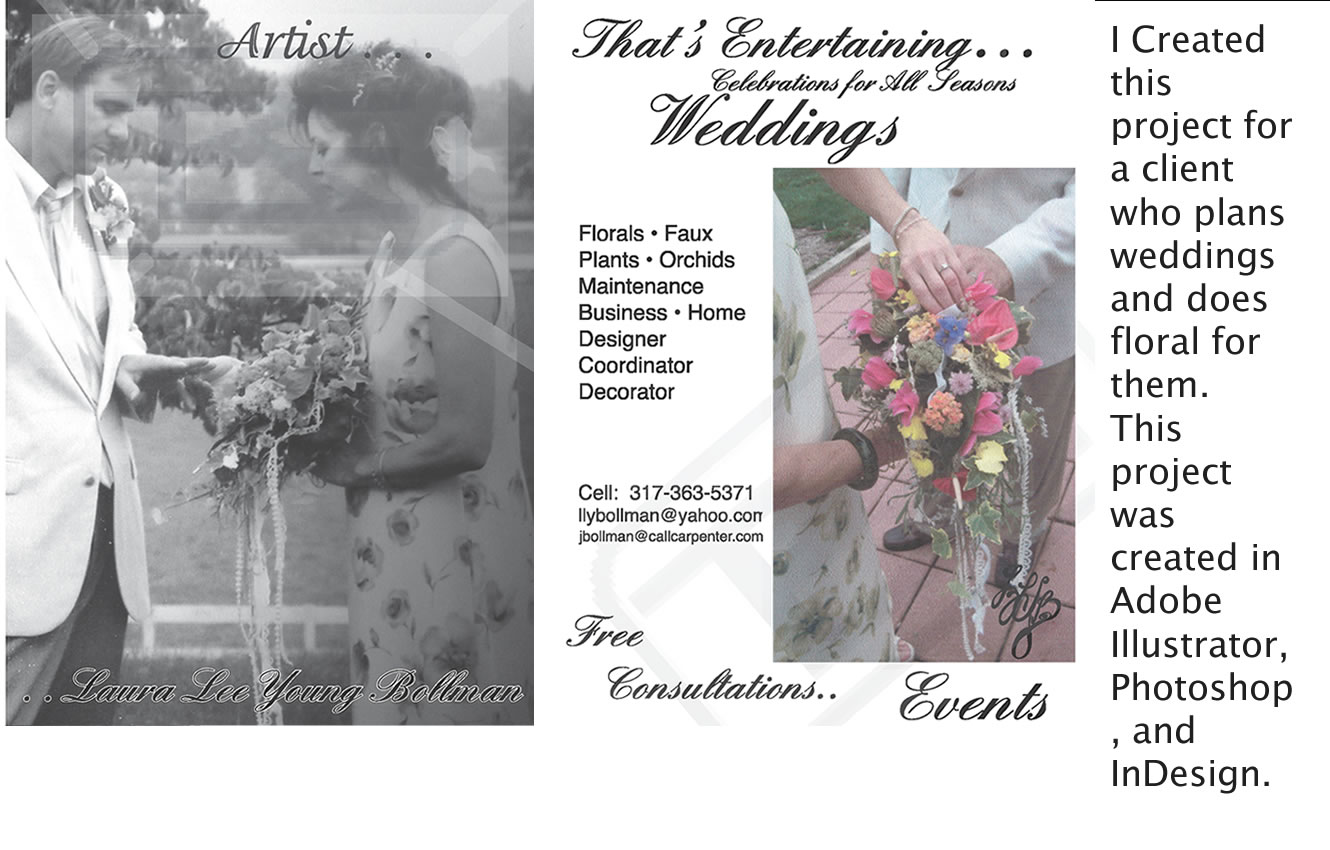 Artist . . . .
. . Laura Lee Young Bollman
That's Entertaining...
Celebrations for All Seasons
Weddings
Florals • Faux
Plants • Orchids
Maintenance
Business • Home
Designer
Coordinator
Decorator
Cell: 317-363-5371
llybollman@yahoo.com
jbollman@callcarpenter.com
Free
Consultations..
Events
I Created
this
project for
a client
who plans
weddings
and does
floral for
them.
This
project
was
created in
Adobe
Illustrator,
Photoshop
, and
InDesign.